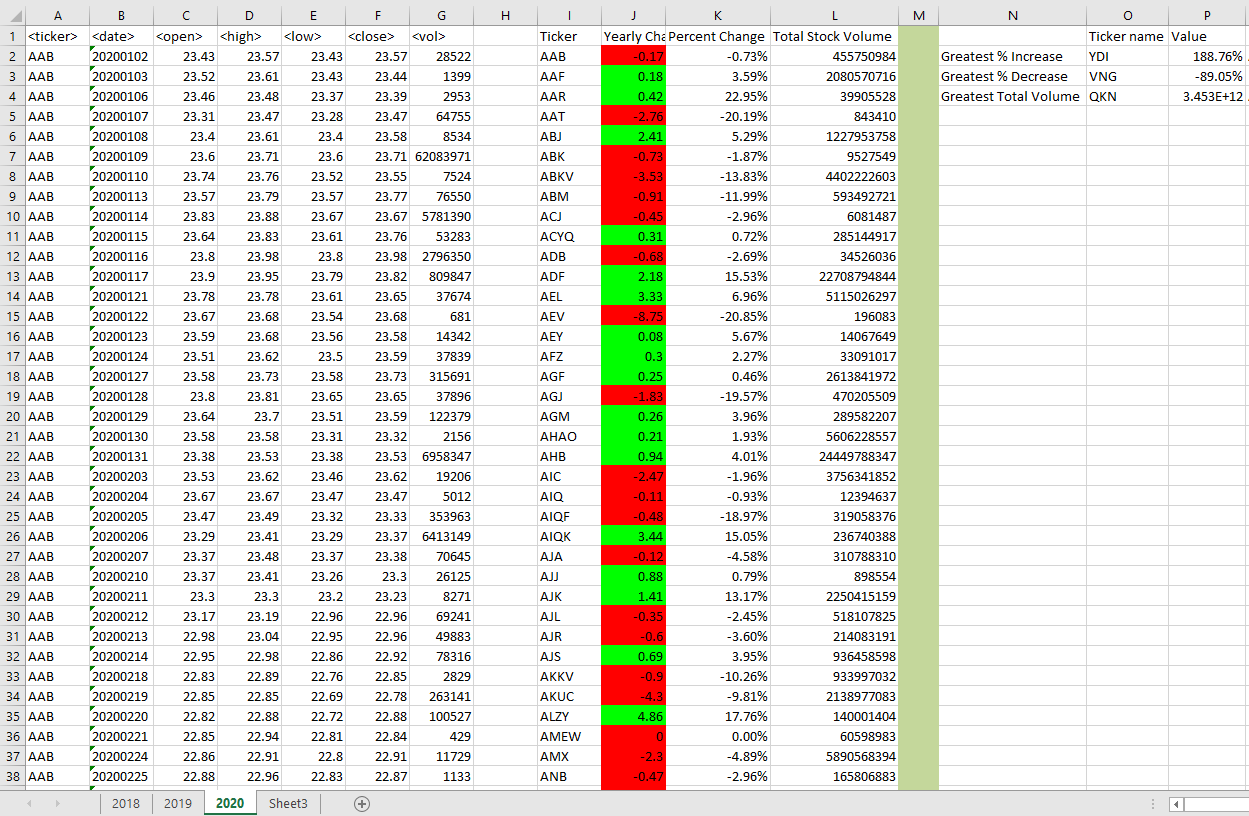 A B C D E F G H I J K L M N O P
1 <ticker> <date> <open> <high> <low> <close> <vol> Ticker Yearly Cha Percent Change Total Stock Volume Ticker name Value
2 AAB 20200102 23.43 23.57 23.43 23.57 28522 AAB -0.17 -0.73% 455750984 Greatest % Increase YDI 188.76%
3 AAB 20200103 23.52 23.61 23.43 23.44 1399 AAF 0.18 3.59% 2080570716 Greatest % Decrease VNG -89.05%
4 AAB 20200106 23.46 23.48 23.37 23.39 2953 AAR 0.42 22.95% 39905528 Greatest Total Volume QKN 3.453E+12
5 AAB 20200107 23.31 23.47 23.28 23.47 64755 AAT -2.76 -20.19% 843410
6 AAB 20200108 23.4 23.61 23.4 23.58 8534 ABJ 2.41 5.29% 1227953758
7 AAB 20200109 23.6 23.71 23.6 23.71 62083971 ABK -0.73 -1.87% 9527549
8 AAB 20200110 23.74 23.76 23.52 23.55 7524 ABKV -3.53 -13.83% 4402222603
9 AAB 20200113 23.57 23.79 23.57 23.77 76550 ABM -0.91 -11.99% 593492721
10 AAB 20200114 23.83 23.88 23.67 23.67 5781390 ACJ -0.45 -2.96% 6081487
11 AAB 20200115 23.64 23.83 23.61 23.76 53283 ACYQ 0.31 0.72% 285144917
12 AAB 20200116 23.8 23.98 23.8 23.98 2796350 ADB -0.68 -2.69% 34526036
13 AAB 20200117 23.9 23.95 23.79 23.82 809847 ADF 2.18 15.53% 22708794844
14 AAB 20200121 23.78 23.78 23.61 23.65 37674 AEL 3.33 6.96% 5115026297
15 AAB 20200122 23.67 23.68 23.54 23.68 681 AEV -8.75 -20.85% 196083
16 AAB 20200123 23.59 23.68 23.56 23.58 14342 AEY 0.08 5.67% 14067649
17 AAB 20200124 23.51 23.62 23.5 23.59 37839 AFZ 0.3 2.27% 33091017
18 AAB 20200127 23.58 23.73 23.58 23.73 315691 AGF 0.25 0.46% 2613841972
19 AAB 20200128 23.8 23.81 23.65 23.65 37896 AGJ -1.83 -19.57% 470205509
20 AAB 20200129 23.64 23.7 23.51 23.59 122379 AGM 0.26 3.96% 289582207
21 AAB 20200130 23.58 23.58 23.31 23.32 2156 AHAO 0.21 1.93% 5606228557
22 AAB 20200131 23.38 23.53 23.38 23.53 6958347 AHB 0.94 4.01% 24449788347
23 AAB 20200203 23.53 23.62 23.46 23.62 19206 AIC -2.47 -1.96% 3756341852
24 AAB 20200204 23.67 23.67 23.47 23.47 5012 AIQ -0.11 -0.93% 12394637
25 AAB 20200205 23.47 23.49 23.32 23.33 353963 AIQF -0.48 -18.97% 319058376
26 AAB 20200206 23.29 23.41 23.29 23.37 6413149 AIQK 3.44 15.05% 236740388
27 AAB 20200207 23.37 23.48 23.37 23.38 70645 AJA -0.12 -4.58% 310788310
28 AAB 20200210 23.37 23.41 23.26 23.3 26125 AJJ 0.88 0.79% 898554
29 AAB 20200211 23.3 23.3 23.2 23.23 8271 AJK 1.41 13.17% 2250415159
30 AAB 20200212 23.17 23.19 22.96 22.96 69241 AJL -0.35 -2.45% 518107825
31 AAB 20200213 22.98 23.04 22.95 22.96 49883 AJR -0.6 -3.60% 214083191
32 AAB 20200214 22.95 22.98 22.86 22.92 78316 AJS 0.69 3.95% 936458598
33 AAB 20200218 22.83 22.89 22.76 22.85 2829 AKKV -0.9 -10.26% 933997032
34 AAB 20200219 22.85 22.85 22.69 22.78 263141 AKUC -4.3 -9.81% 2138977083
35 AAB 20200220 22.82 22.88 22.72 22.88 100527 ALZY 4.86 17.76% 140001404
36 AAB 20200221 22.85 22.94 22.81 22.84 429 AMEW 0 0.00% 60598983
37 AAB 20200224 22.86 22.91 22.8 22.91 11729 AMX -2.3 -4.89% 5890568394
38 AAB 20200225 22.88 22.96 22.83 22.87 1133 ANB -0.47 -2.96% 165806883
2018 2019 2020 Sheet3